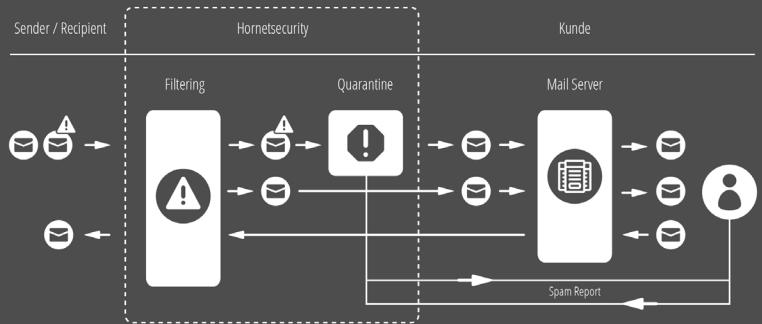 Sender / Recipient
Hornetsecurity
Kunde
Filtering
Quarantine
Mail Server
Spam Report